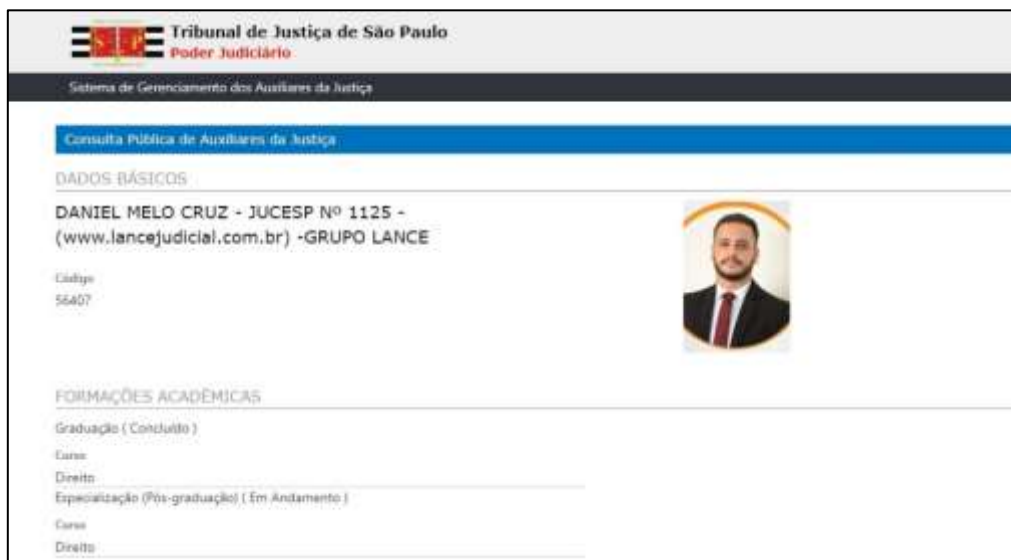 Tribunal de Justiça de São Paulo
S P
Poder Judiciário
Sistema de Gerenciamento dos Auxiliares da Justiça
Consulta Pública de Auxiliares da Justiça
DADOS BÁSICOS
DANIEL MELO CRUZ - JUCESP Nº 1125 -
(www.lancejudicial.com.br) -GRUPO LANCE
Código
56407
FORMAÇÕES ACADÊMICAS
Graduação ( Concluído )
Curso
Direito
Especialização (Pós-graduação) ( Em Andamento )
Curso
Direito